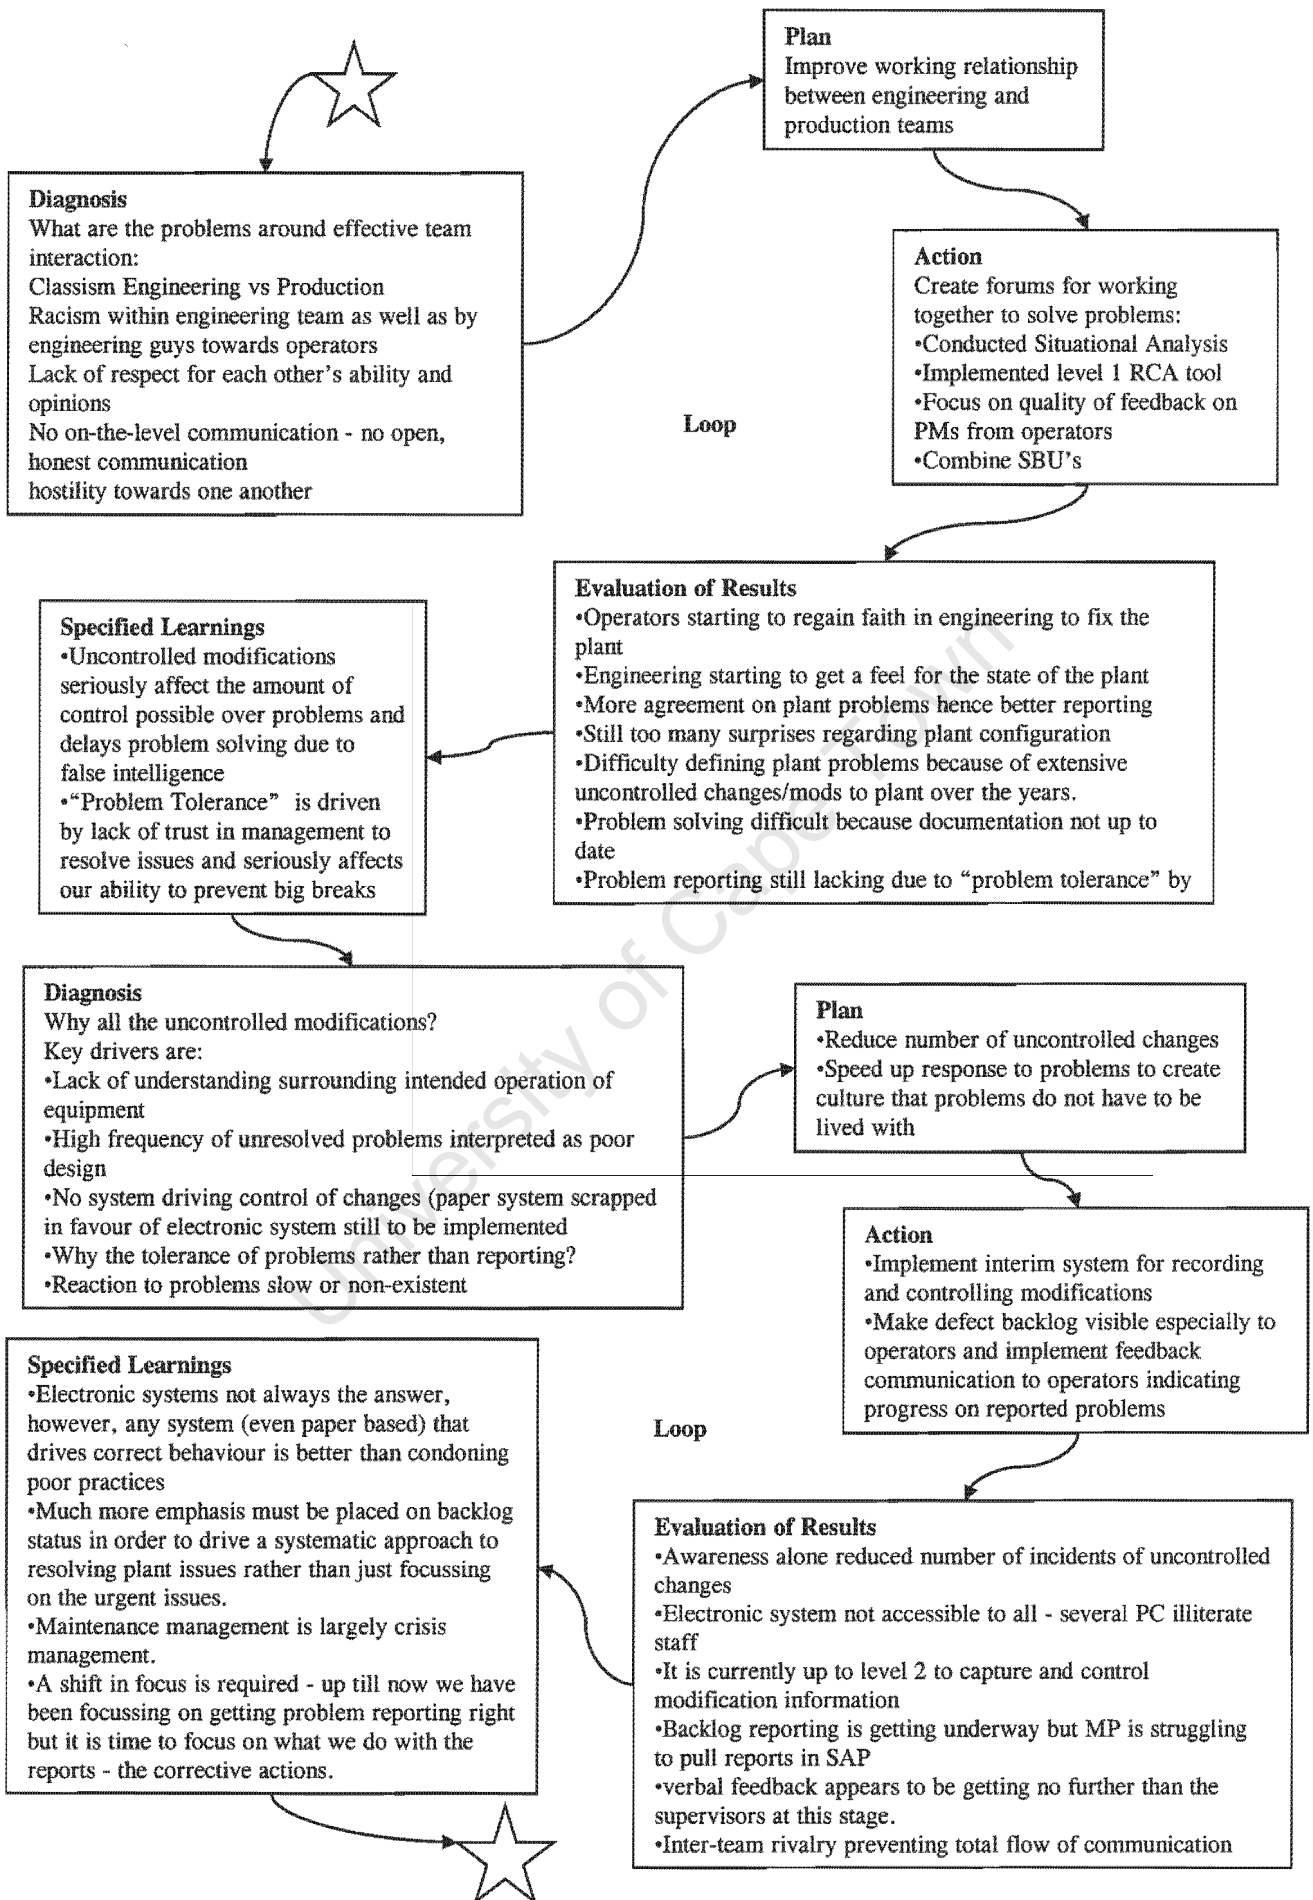 Diagnosis
What are the problems around effective team
interaction:
Classism Engineering vs Production
Racism within engineering team as well as by
engineering guys towards operators
Lack of respect for each other's ability and
opinions
No on-the-level communication - no open,
honest communication
hostility towards one another
Plan
Improve working relationship
between engineering and
production teams
Action
Create forums for working
together to solve problems:
•Conducted Situational Analysis
•Implemented level 1 RCA tool
•Focus on quality of feedback on
PMs from operators
•Combine SBU's
Loop
Evaluation of Results
•Operators starting to regain faith in engineering to fix the
plant
•Engineering starting to get a feel for the state of the plant
•More agreement on plant problems hence better reporting
•Still too many surprises regarding plant configuration
•Difficulty defining plant problems because of extensive
uncontrolled changes/mods to plant over the years.
•Problem solving difficult because documentation not up to
date
•Problem reporting still lacking due to “problem tolerance” by
Specified Learnings
•Uncontrolled modifications
seriously affect the amount of
control possible over problems and
delays problem solving due to
false intelligence
•“Problem Tolerance” is driven
by lack of trust in management to
resolve issues and seriously affects
our ability to prevent big breaks
Diagnosis
Why all the uncontrolled modifications?
Key drivers are:
•Lack of understanding surrounding intended operation of
equipment
•High frequency of unresolved problems interpreted as poor
design
•No system driving control of changes (paper system scrapped
in favour of electronic system still to be implemented
•Why the tolerance of problems rather than reporting?
•Reaction to problems slow or non-existent
Plan
•Reduce number of uncontrolled changes
•Speed up response to problems to create
culture that problems do not have to be
lived with
Action
•Implement interim system for recording
and controlling modifications
•Make defect backlog visible especially to
operators and implement feedback
communication to operators indicating
progress on reported problems
Loop
Evaluation of Results
•Awareness alone reduced number of incidents of uncontrolled
changes
•Electronic system not accessible to all - several PC illiterate
staff
•It is currently up to level 2 to capture and control
modification information
•Backlog reporting is getting underway but MP is struggling
to pull reports in SAP
•verbal feedback appears to be getting no further than the
supervisors at this stage.
•Inter-team rivalry preventing total flow of communication
Specified Learnings
•Electronic systems not always the answer,
however, any system (even paper based) that
drives correct behaviour is better than condoning
poor practices
•Much more emphasis must be placed on backlog
status in order to drive a systematic approach to
resolving plant issues rather than just focussing
on the urgent issues.
•Maintenance management is largely crisis
management.
•A shift in focus is required - up till now we have
been focussing on getting problem reporting right
but it is time to focus on what we do with the
reports - the corrective actions.
University of Cape Town